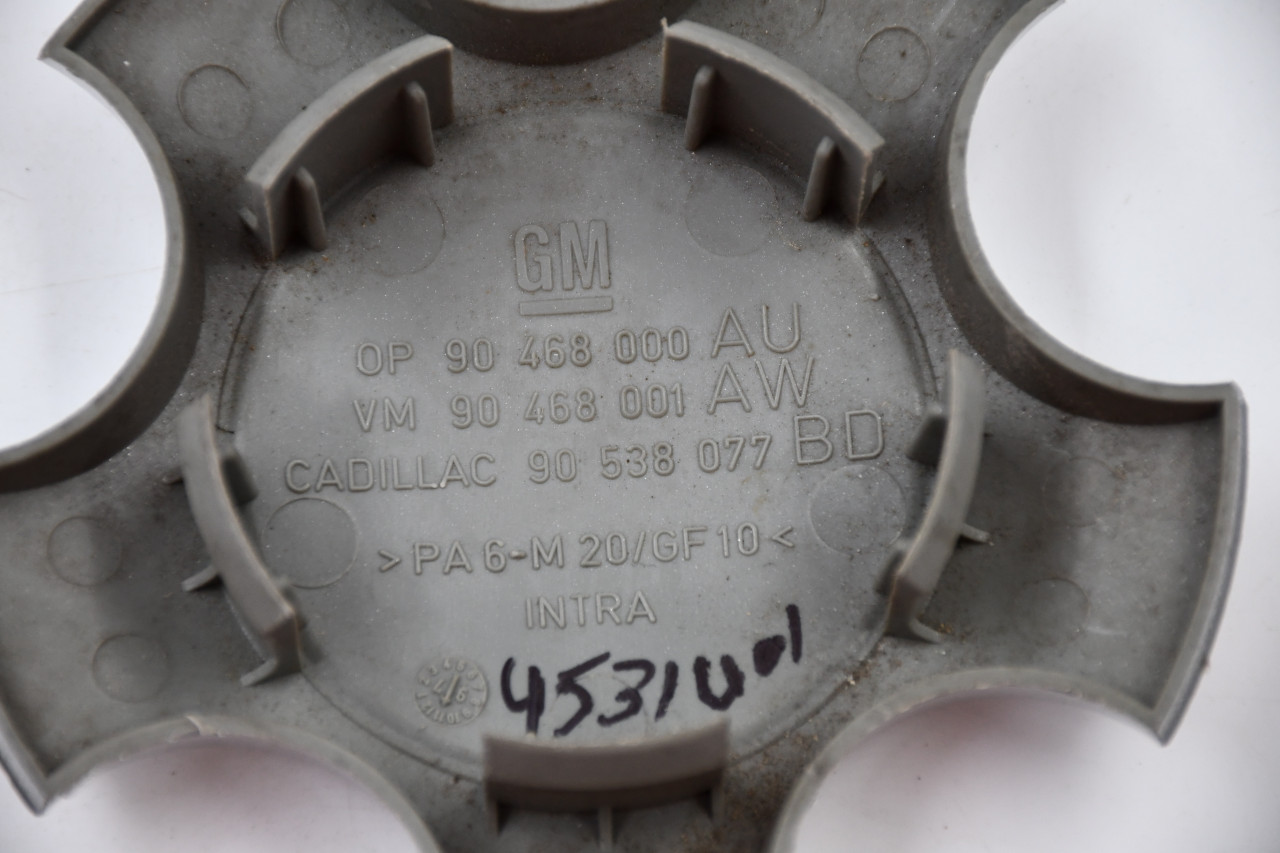 GM
OP 90 468 000 AU
VM 90 468 001 AW
CADILLAC 90 538 077 BD
>PA 6-M 20/GF 10<
INTRA
4531U01